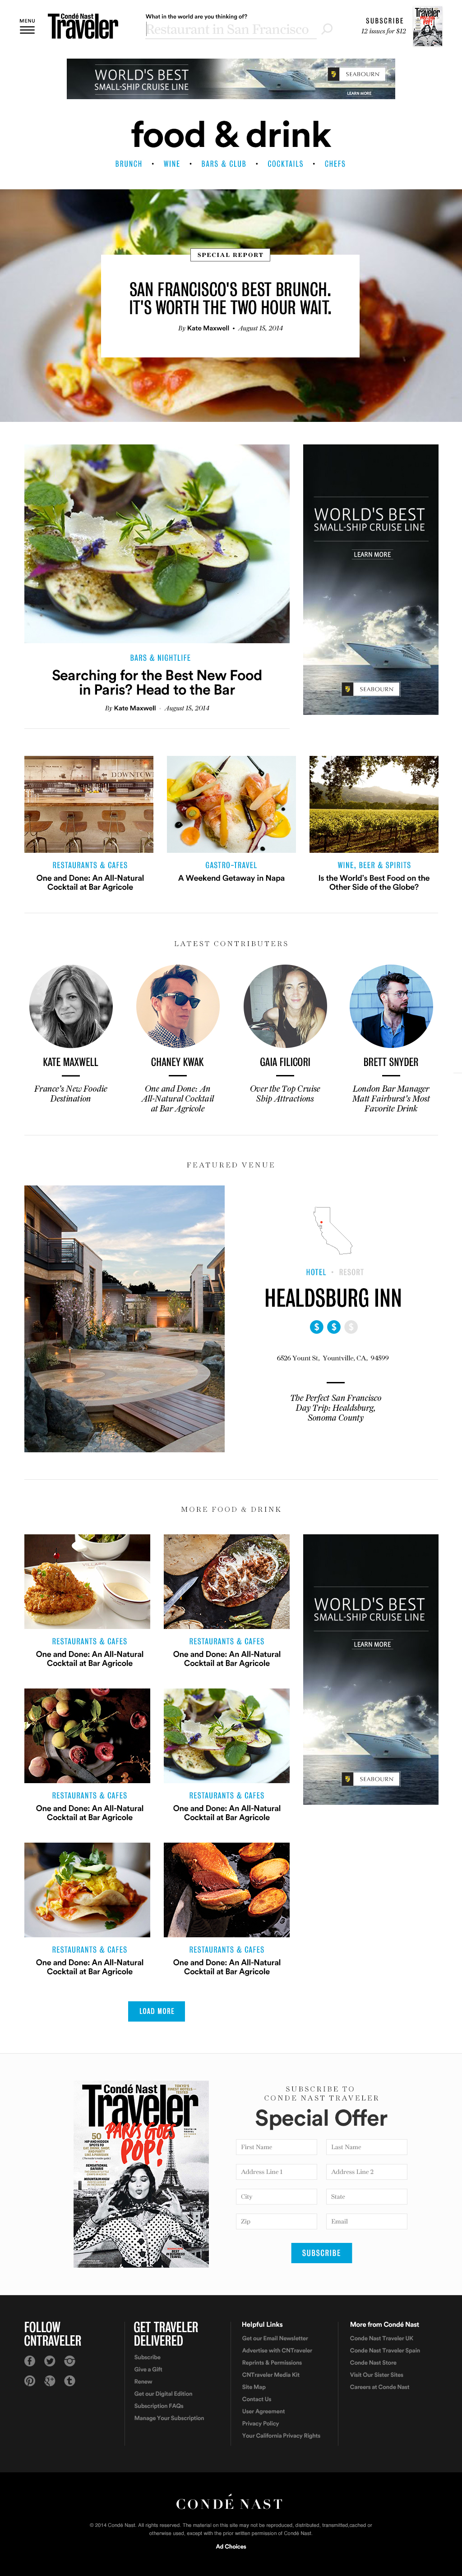 MENU
Condé Nast
Traveler
What in the world are you thinking of?
Restaurant in San Francisco
SUBSCRIBE
12 issues for $12
Traveler
WORLD'S BEST
SMALL-SHIP CRUISE LINE
SEABOURN
LEARN MORE
food & drink
BRUNCH • WINE • BARS & CLUB • COCKTAILS • CHEFS
SPECIAL REPORT
SAN FRANCISCO'S BEST BRUNCH.
IT'S WORTH THE TWO HOUR WAIT.
By Kate Maxwell • August 15, 2014
WORLD'S BEST
SMALL-SHIP CRUISE LINE
LEARN MORE
SEABOURN
BARS & NIGHTLIFE
Searching for the Best New Food
in Paris? Head to the Bar
By Kate Maxwell · August 15, 2014
DOWNTOW
RESTAURANTS & CAFES
One and Done: An All-Natural
Cocktail at Bar Agricole
GASTRO-TRAVEL
A Weekend Getaway in Napa
WINE, BEER & SPIRITS
Is the World's Best Food on the
Other Side of the Globe?
LATEST CONTRIBUTERS
KATE MAXWELL
France's New Foodie
Destination
CHANEY KWAK
One and Done: An
All-Natural Cocktail
at Bar Agricole
GAIA FILICORI
Over the Top Cruise
Ship Attractions
BRETT SNYDER
London Bar Manager
Matt Fairhurst's Most
Favorite Drink
FEATURED VENUE
HOTEL · RESORT
HEALDSBURG INN
$ $ $
6526 Yount St, Yountville, CA, 94599
The Perfect San Francisco
Day Trip: Healdsburg,
Sonoma County
MORE FOOD & DRINK
RESTAURANTS & CAFES
One and Done: An All-Natural
Cocktail at Bar Agricole
RESTAURANTS & CAFES
One and Done: An All-Natural
Cocktail at Bar Agricole
WORLD'S BEST
SMALL-SHIP CRUISE LINE
LEARN MORE
SEABOURN
RESTAURANTS & CAFES
One and Done: An All-Natural
Cocktail at Bar Agricole
RESTAURANTS & CAFES
One and Done: An All-Natural
Cocktail at Bar Agricole
RESTAURANTS & CAFES
One and Done: An All-Natural
Cocktail at Bar Agricole
RESTAURANTS & CAFES
One and Done: An All-Natural
Cocktail at Bar Agricole
LOAD MORE
Condé Nast
Traveler
PARIS GOES
POP!
50
SUBSCRIBE TO
CONDE NAST TRAVELER
Special Offer
First Name
Last Name
Address Line 1
Address Line 2
City
State
Zip
Email
SUBSCRIBE
FOLLOW
CNTRAVELER
GET TRAVELER
DELIVERED
Subscribe
Give a Gift
Renew
Get our Digital Edition
Subscription FAQs
Manage Your Subscription
Helpful Links
Get our Email Newsletter
Advertise with CNTraveler
Reprints & Permissions
CNTraveler Media Kit
Site Map
Contact Us
User Agreement
Privacy Policy
Your California Privacy Rights
More from Condé Nast
Conde Nast Traveler UK
Conde Nast Traveler Spain
Conde Nast Store
Visit Our Sister Sites
Careers at Conde Nast
CONDÉ NAST
© 2014 Condé Nast. All rights reserved. The material on this site may not be reproduced, distributed, transmitted,cached or
otherwise used, except with the prior written permission of Condé Nast.
Ad Choices